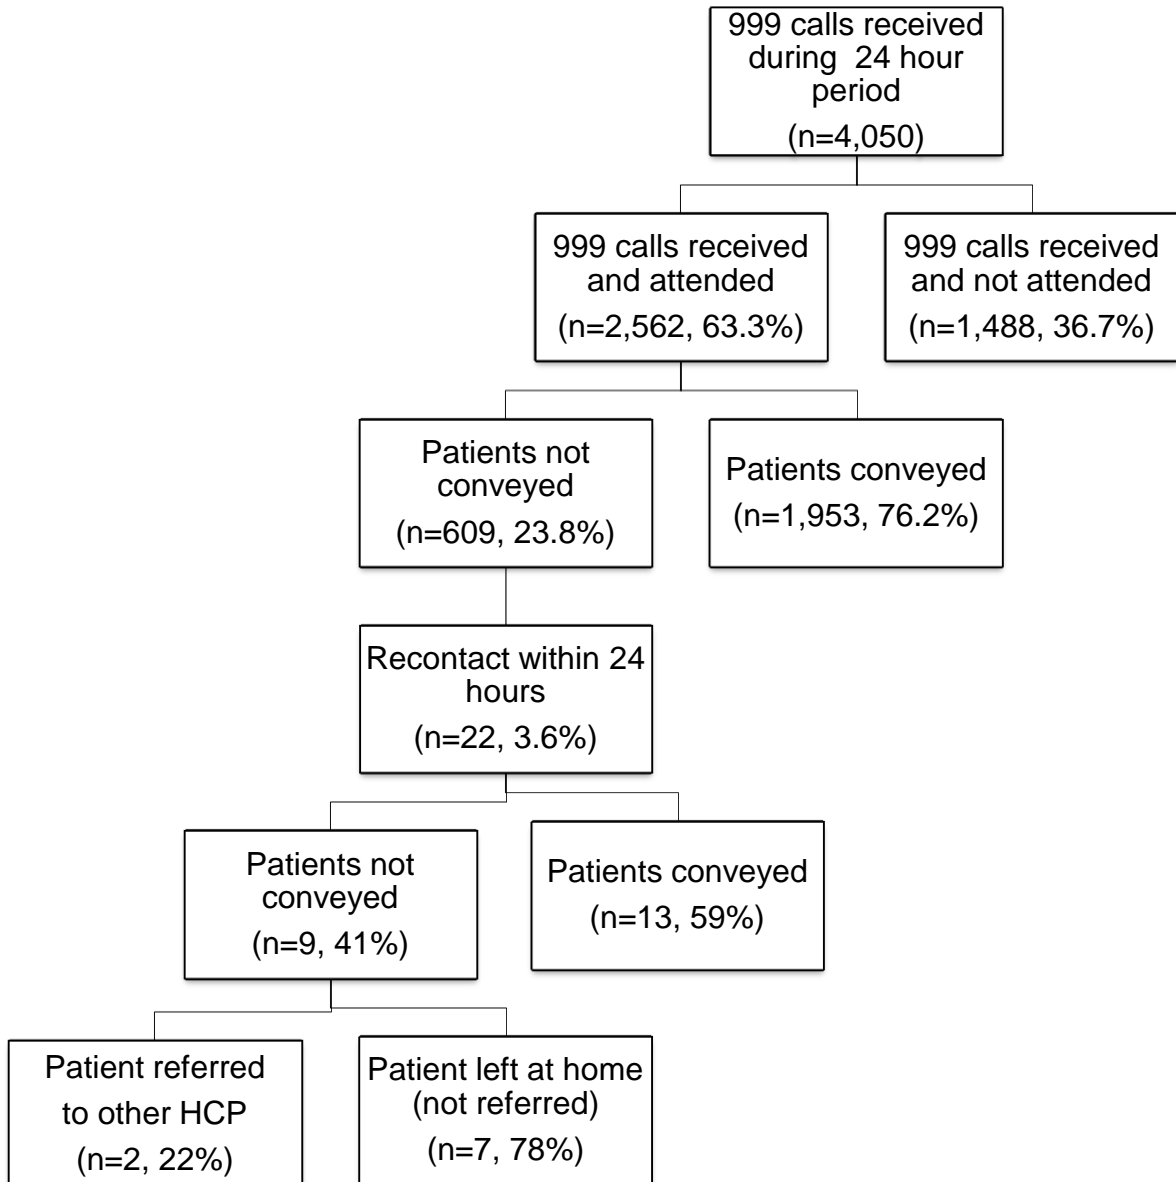 999 calls received
during 24 hour
period
(n=4,050)
999 calls received
and attended
(n=2,562, 63.3%)
999 calls received
and not attended
(n=1,488, 36.7%)
Patients not
conveyed
(n=609, 23.8%)
Patients conveyed
(n=1,953, 76.2%)
Recontact within 24
hours
(n=22, 3.6%)
Patients not
conveyed
(n=9, 41%)
Patients conveyed
(n=13, 59%)
Patient referred
to other HCP
(n=2, 22%)
Patient left at home
(not referred)
(n=7, 78%)